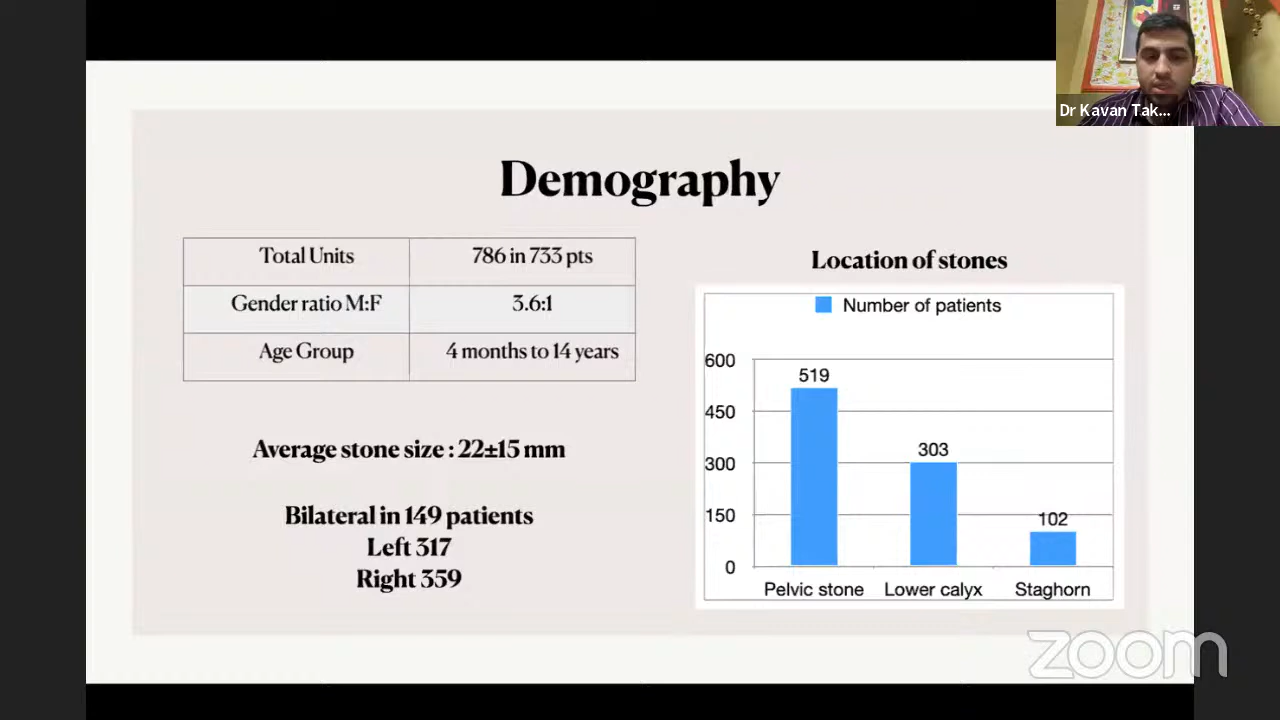 Dr Kavan Tak...
Demography
Total Units 786 in 733 pts
Gender ratio M:F 3.6:1
Age Group 4 months to 14 years
Average stone size : 22±15 mm
Bilateral in 149 patients
Left 317
Right 359
Location of stones
Number of patients
600
450
300
150
0
519
303
102
Pelvic stone Lower calyx Staghorn
zoom